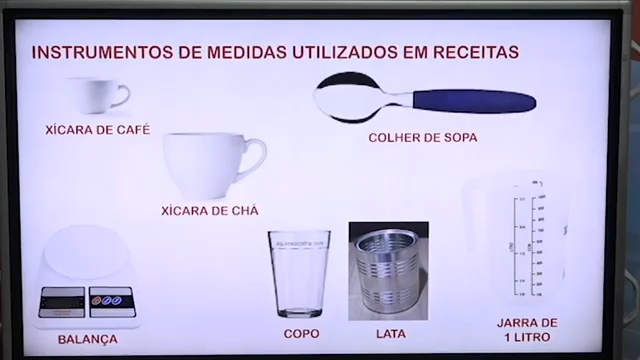 INSTRUMENTOS DE MEDIDAS UTILIZADOS EM RECEITAS
XÍCARA DE CAFÉ
COLHER DE SOPA
XÍCARA DE CHÁ
BALANÇA
COPO
LATA
JARRA DE
1 LITRO